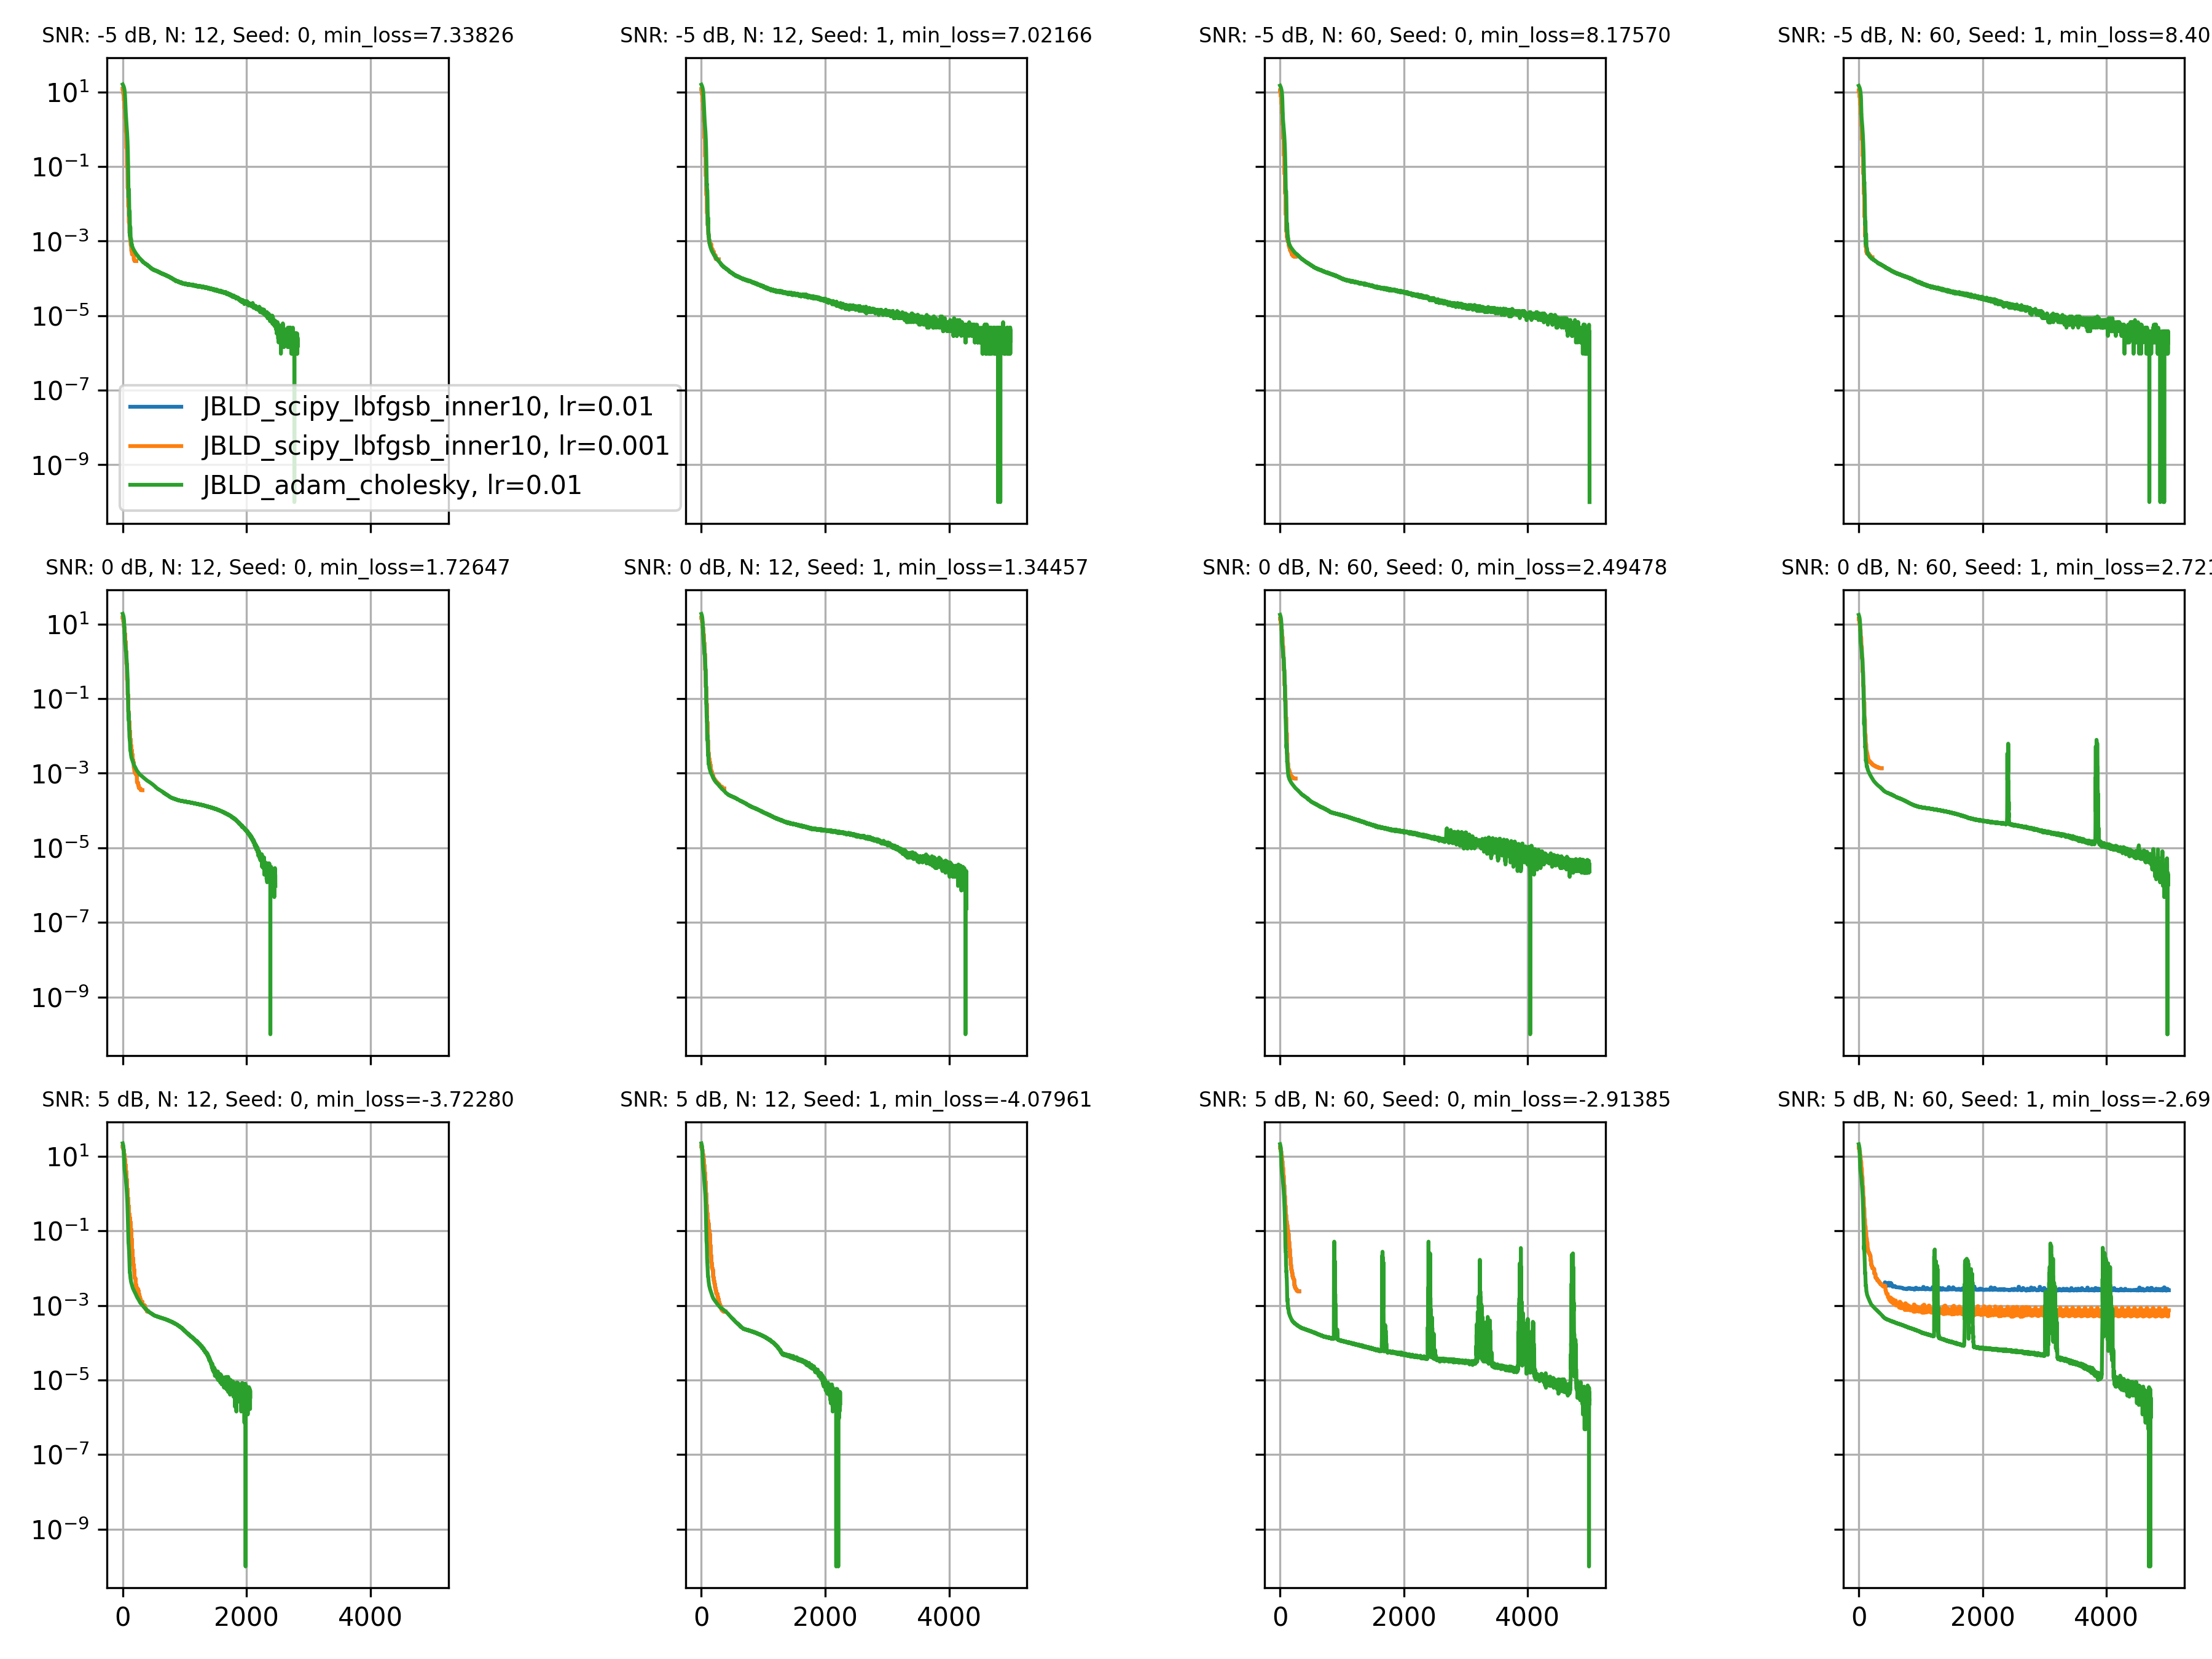 SNR: -5 dB, N: 12, Seed: 0, min_loss=7.33826
SNR: -5 dB, N: 12, Seed: 1, min_loss=7.02166
SNR: -5 dB, N: 60, Seed: 0, min_loss=8.17570
SNR: -5 dB, N: 60, Seed: 1, min_loss=8.40
10¹
10⁻¹
10⁻³
10⁻⁵
10⁻⁷
10⁻⁹
JBLD_scipy_lbfgsb_inner10, lr=0.01
JBLD_scipy_lbfgsb_inner10, lr=0.001
JBLD_adam_cholesky, lr=0.01
SNR: 0 dB, N: 12, Seed: 0, min_loss=1.72647
SNR: 0 dB, N: 12, Seed: 1, min_loss=1.34457
SNR: 0 dB, N: 60, Seed: 0, min_loss=2.49478
SNR: 0 dB, N: 60, Seed: 1, min_loss=2.721
10¹
10⁻¹
10⁻³
10⁻⁵
10⁻⁷
10⁻⁹
SNR: 5 dB, N: 12, Seed: 0, min_loss=-3.72280
SNR: 5 dB, N: 12, Seed: 1, min_loss=-4.07961
SNR: 5 dB, N: 60, Seed: 0, min_loss=-2.91385
SNR: 5 dB, N: 60, Seed: 1, min_loss=-2.69
10¹
10⁻¹
10⁻³
10⁻⁵
10⁻⁷
10⁻⁹
0 2000 4000
0 2000 4000
0 2000 4000
0 2000 4000